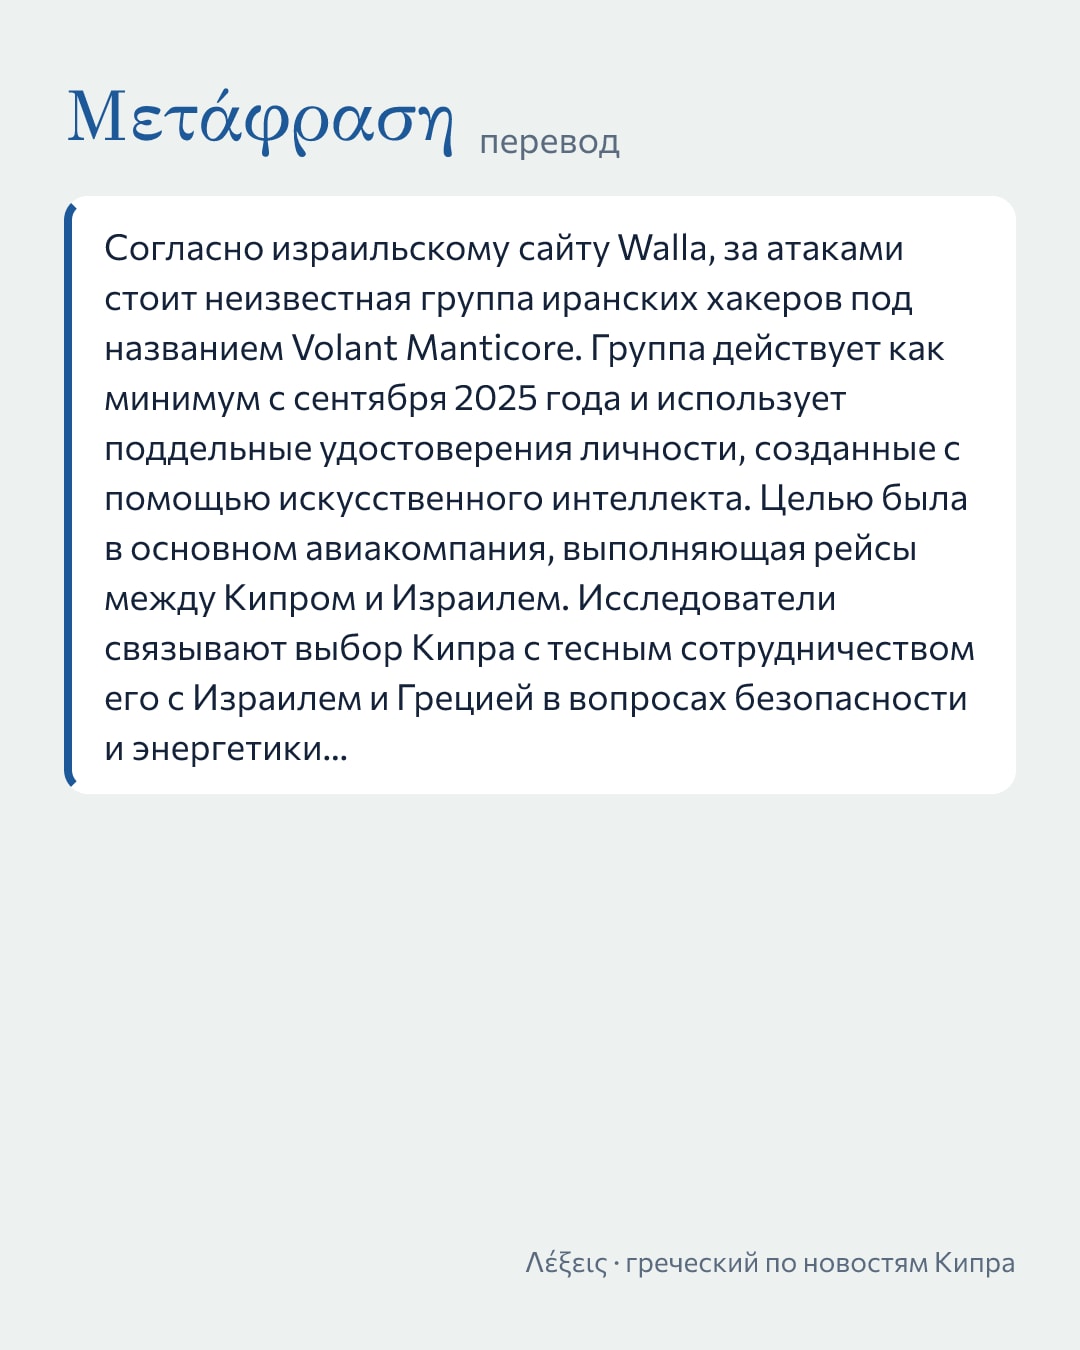 Μετάφραση перевод
Согласно израильскому сайту Walla, за атаками
стоит неизвестная группа иранских хакеров под
названием Volant Manticore. Группа действует как
минимум с сентября 2025 года и использует
поддельные удостоверения личности, созданные с
помощью искусственного интеллекта. Целью была
в основном авиакомпания, выполняющая рейсы
между Кипром и Израилем. Исследователи
связывают выбор Кипра с тесным сотрудничеством
его с Израилем и Грецией в вопросах безопасности
и энергетики...
Λέξεις · греческий по новостям Кипра